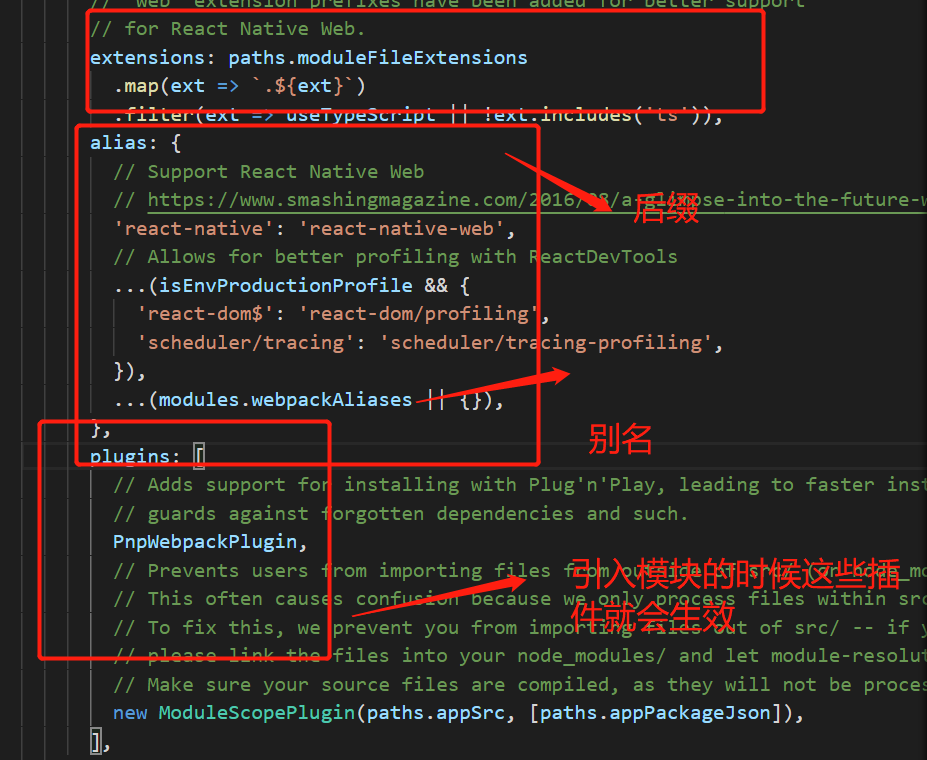 // "web" extension prefixes have been added for better support
// for React Native Web.
extensions: paths.moduleFileExtensions
.map(ext => `.${ext}`)
.filter(ext => useTypeScript || !ext.includes('ts')),
alias: {
// Support React Native Web
// https://www.smashingmagazine.com/2016/08/a-glimpse-into-the-future-w
后缀
'react-native': 'react-native-web',
// Allows for better profiling with ReactDevTools
...(isEnvProductionProfile && {
'react-dom$': 'react-dom/profiling',
'scheduler/tracing': 'scheduler/tracing-profiling',
}),
...(modules.webpackAliases || {}),
},
别名
plugins: [
// Adds support for installing with Plug'n'Play, leading to faster inst
// guards against forgotten dependencies and such.
PnpWebpackPlugin,
// Prevents users from importing files from outside of src/ (or node_mo
// This often causes confusion because we only process files within src
// To fix this, we prevent you from importing files out of src/ -- if y
引入模块的时候这些插
件就会生效
// please link the files into your node_modules/ and let module-resolut
// Make sure your source files are compiled, as they will not be proces
new ModuleScopePlugin(paths.appSrc, [paths.appPackageJson]),
],